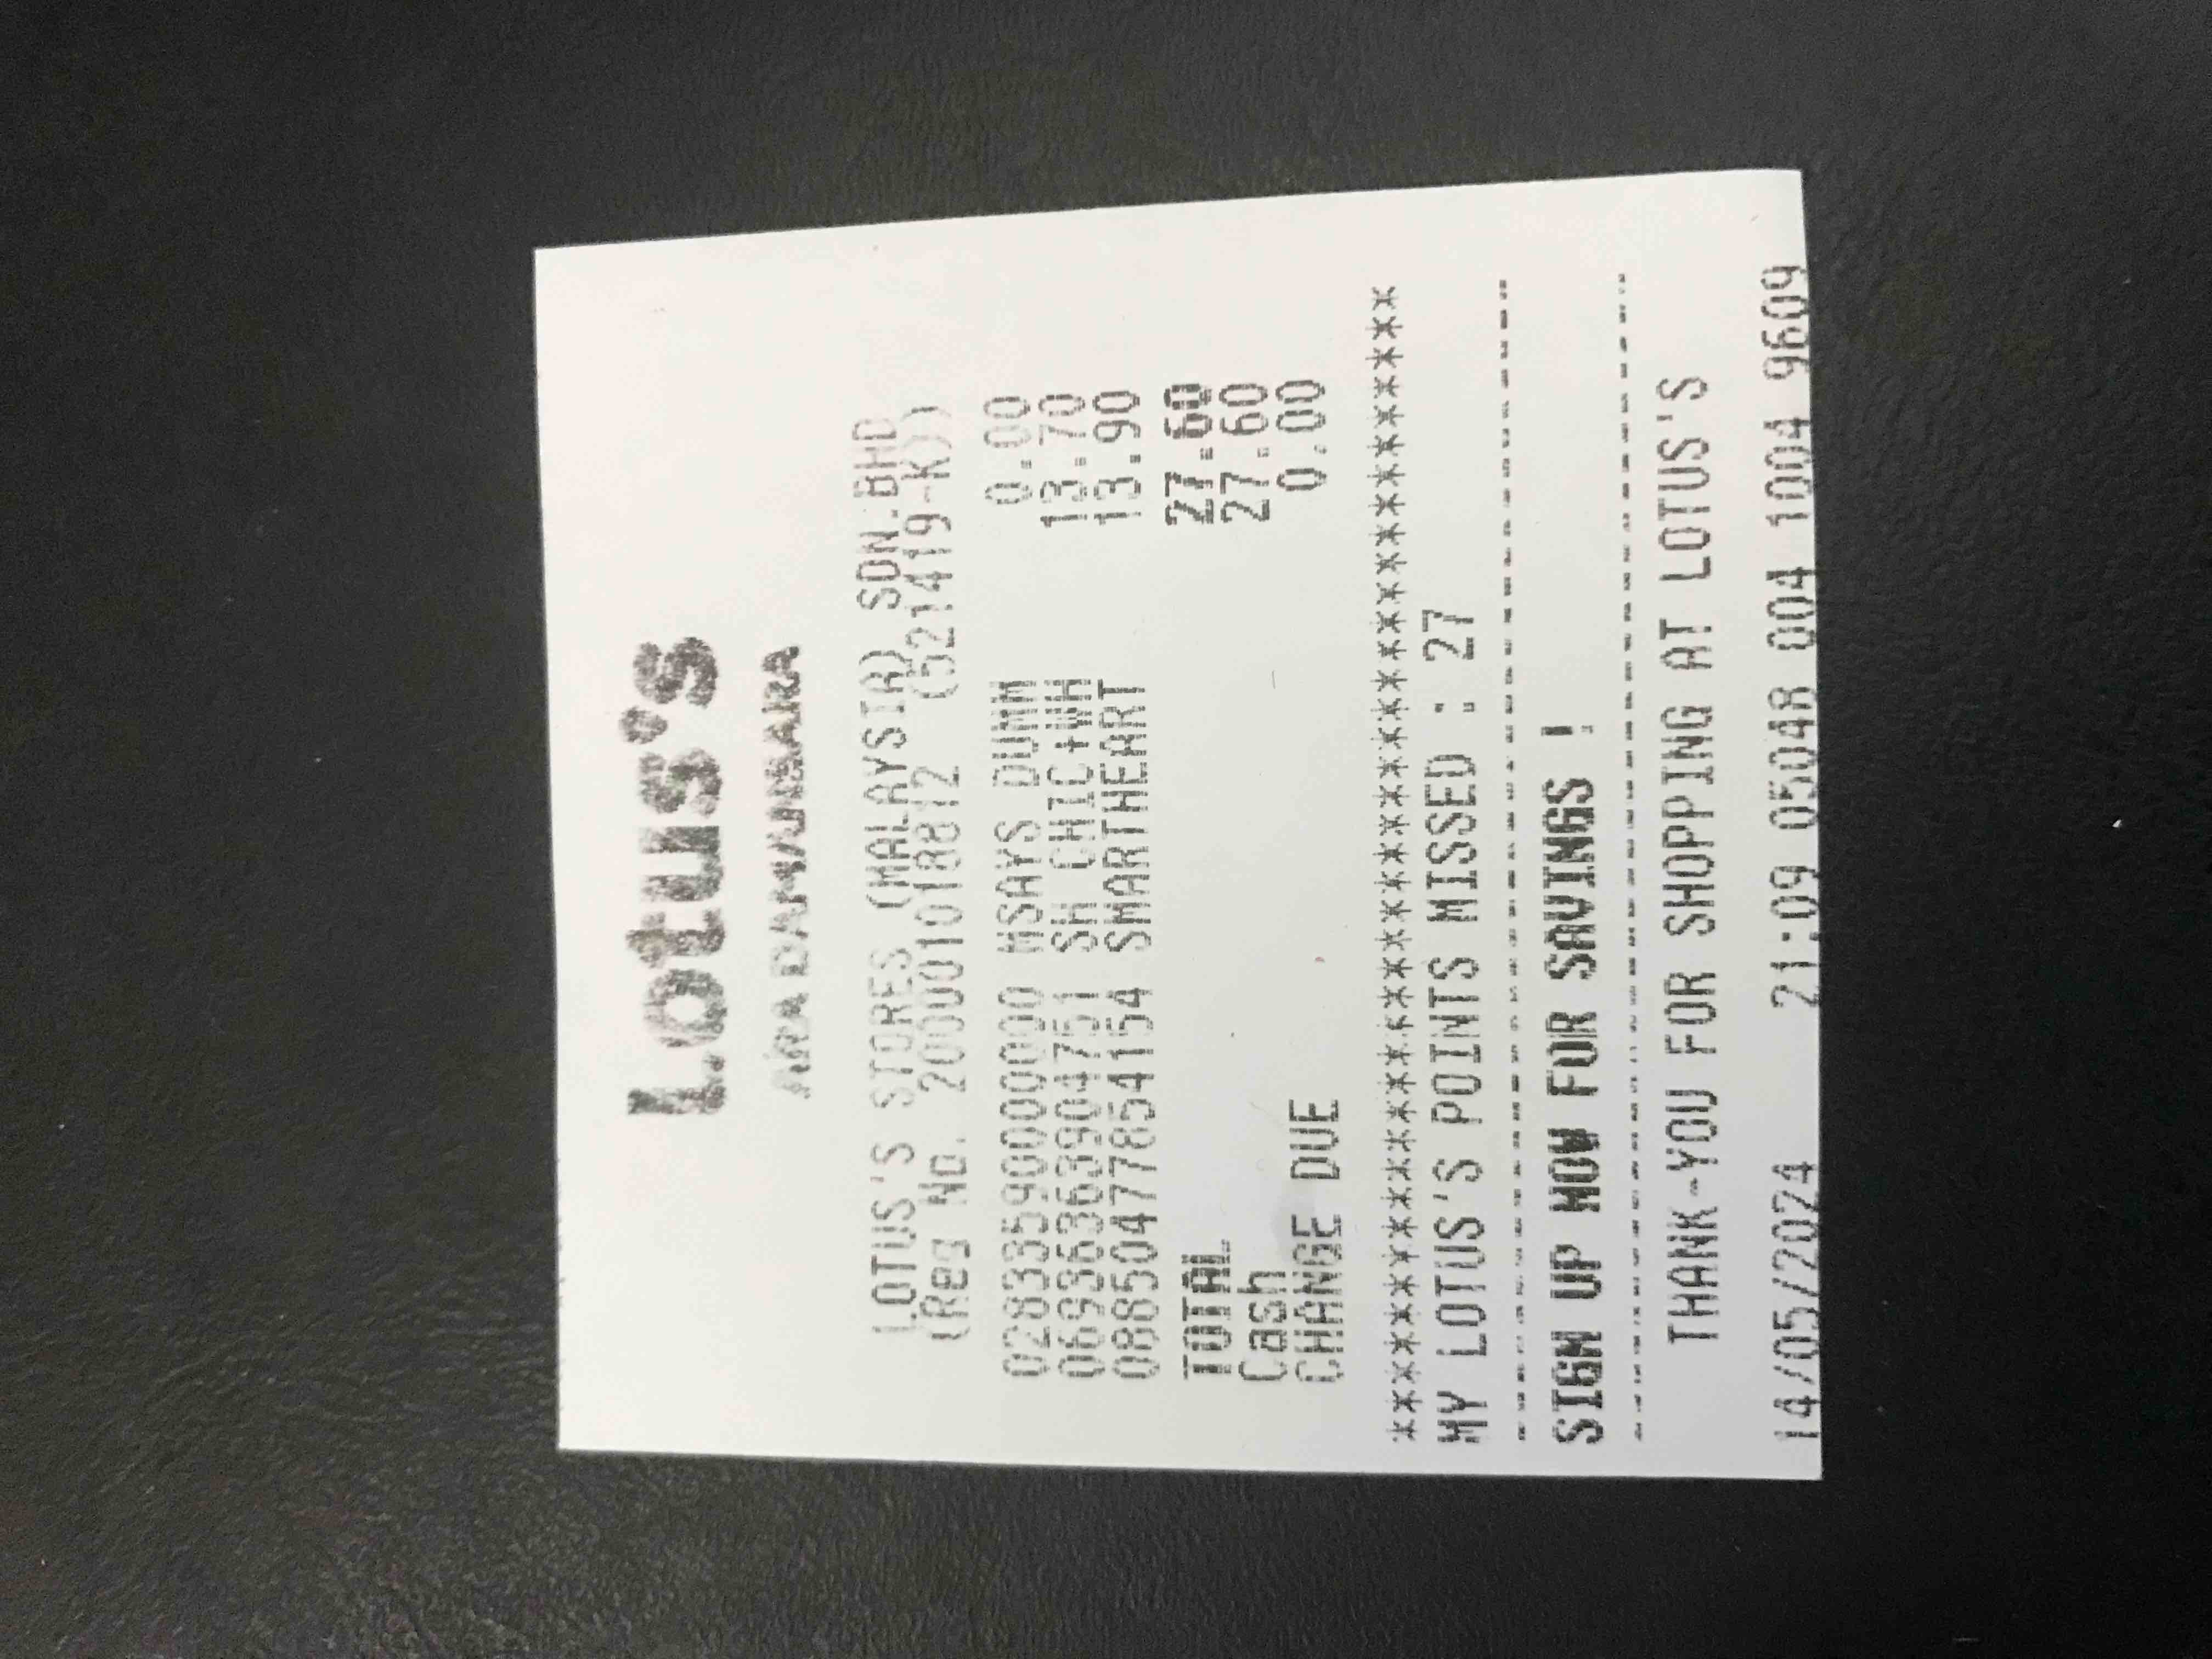 Lotus's
ARA DAMANSARA
LOTUS'S STORES (MALAYSIA) SDN.BHD
(Reg No. 200001018812 (521419-K))
0283359000000 MSAYS DUMM 0.00
06936363904751 SH CHIC+WH 13.70
08850477854154 SMARTHEART 13.90
TOTAL 27.60
Cash 27.60
CHANGE DUE 0.00
****************************************
MY LOTUS'S POINTS MISSED : 27
----------------------------------------
SIGN UP NOW FOR SAVINGS !
----------------------------------------
THANK-YOU FOR SHOPPING AT LOTUS'S
14/05/2024 21:09 05048 004 1004 9609